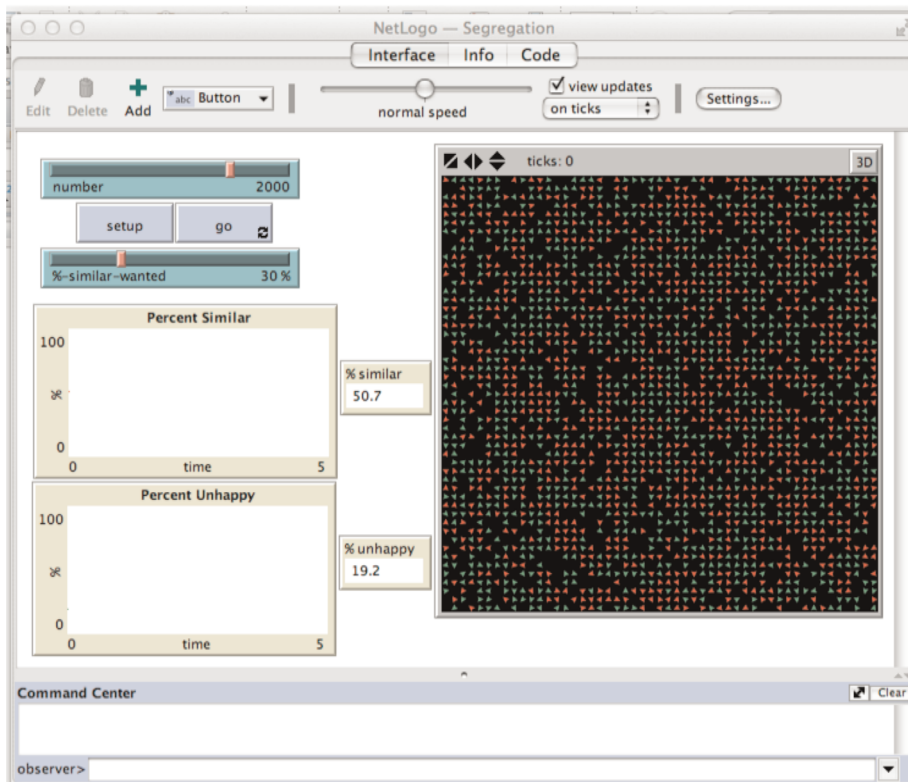 NetLogo — Segregation
Interface Info Code
Edit Delete Add abc Button normal speed view updates on ticks Settings...
ticks: 0 3D
number 2000
setup go
%-similar-wanted 30 %
Percent Similar
100
%
0
0 time 5
% similar
50.7
Percent Unhappy
100
%
0
0 time 5
% unhappy
19.2
Command Center Clear
observer>